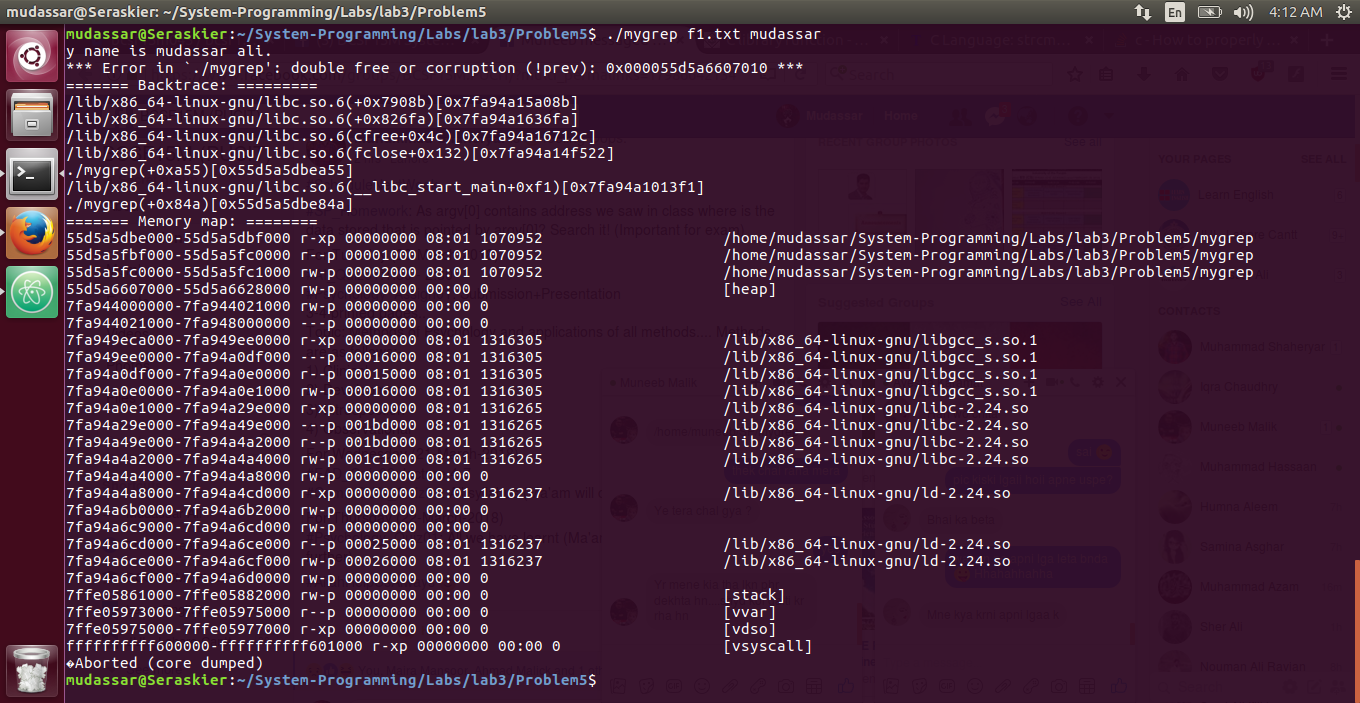 mudassar@Seraskier: ~/System-Programming/Labs/lab3/Problem5
En
4:12 AM
mudassar@Seraskier:~/System-Programming/Labs/lab3/Problem5$ ./mygrep f1.txt mudassar
y name is mudassar ali.
*** Error in `./mygrep': double free or corruption (!prev): 0x000055d5a6607010 ***
======= Backtrace: =========
/lib/x86_64-linux-gnu/libc.so.6(+0x7908b)[0x7fa94a15a08b]
/lib/x86_64-linux-gnu/libc.so.6(+0x826fa)[0x7fa94a1636fa]
/lib/x86_64-linux-gnu/libc.so.6(cfree+0x4c)[0x7fa94a16712c]
/lib/x86_64-linux-gnu/libc.so.6(fclose+0x132)[0x7fa94a14f522]
./mygrep(+0xa55)[0x55d5a5dbea55]
/lib/x86_64-linux-gnu/libc.so.6(__libc_start_main+0xf1)[0x7fa94a1013f1]
./mygrep(+0x84a)[0x55d5a5dbe84a]
======= Memory map: ========
55d5a5dbe000-55d5a5dbf000 r-xp 00000000 08:01 1070952 /home/mudassar/System-Programming/Labs/lab3/Problem5/mygrep
55d5a5fbf000-55d5a5fc0000 r--p 00001000 08:01 1070952 /home/mudassar/System-Programming/Labs/lab3/Problem5/mygrep
55d5a5fc0000-55d5a5fc1000 rw-p 00002000 08:01 1070952 /home/mudassar/System-Programming/Labs/lab3/Problem5/mygrep
55d5a6607000-55d5a6628000 rw-p 00000000 00:00 0 [heap]
7fa944000000-7fa944021000 rw-p 00000000 00:00 0
7fa944021000-7fa948000000 ---p 00000000 00:00 0
7fa949eca000-7fa949ee0000 r-xp 00000000 08:01 1316305 /lib/x86_64-linux-gnu/libgcc_s.so.1
7fa949ee0000-7fa94a0df000 ---p 00016000 08:01 1316305 /lib/x86_64-linux-gnu/libgcc_s.so.1
7fa94a0df000-7fa94a0e0000 r--p 00015000 08:01 1316305 /lib/x86_64-linux-gnu/libgcc_s.so.1
7fa94a0e0000-7fa94a0e1000 rw-p 00016000 08:01 1316305 /lib/x86_64-linux-gnu/libgcc_s.so.1
7fa94a0e1000-7fa94a29e000 r-xp 00000000 08:01 1316265 /lib/x86_64-linux-gnu/libc-2.24.so
7fa94a29e000-7fa94a49e000 ---p 001bd000 08:01 1316265 /lib/x86_64-linux-gnu/libc-2.24.so
7fa94a49e000-7fa94a4a2000 r--p 001bd000 08:01 1316265 /lib/x86_64-linux-gnu/libc-2.24.so
7fa94a4a2000-7fa94a4a4000 rw-p 001c1000 08:01 1316265 /lib/x86_64-linux-gnu/libc-2.24.so
7fa94a4a4000-7fa94a4a8000 rw-p 00000000 00:00 0
7fa94a4a8000-7fa94a4cd000 r-xp 00000000 08:01 1316237 /lib/x86_64-linux-gnu/ld-2.24.so
7fa94a6b0000-7fa94a6b2000 rw-p 00000000 00:00 0
7fa94a6c9000-7fa94a6cd000 rw-p 00000000 00:00 0
7fa94a6cd000-7fa94a6ce000 r--p 00025000 08:01 1316237 /lib/x86_64-linux-gnu/ld-2.24.so
7fa94a6ce000-7fa94a6cf000 rw-p 00026000 08:01 1316237 /lib/x86_64-linux-gnu/ld-2.24.so
7fa94a6cf000-7fa94a6d0000 rw-p 00000000 00:00 0
7ffe05861000-7ffe05882000 rw-p 00000000 00:00 0 [stack]
7ffe05973000-7ffe05975000 r--p 00000000 00:00 0 [vvar]
7ffe05975000-7ffe05977000 r-xp 00000000 00:00 0 [vdso]
ffffffffff600000-ffffffffff601000 r-xp 00000000 00:00 0 [vsyscall]
�Aborted (core dumped)
mudassar@Seraskier:~/System-Programming/Labs/lab3/Problem5$